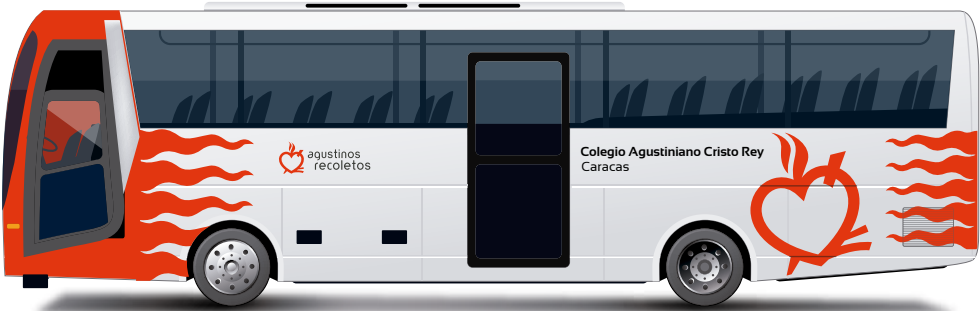 agustinos
recoletos
Colegio Agustiniano Cristo Rey
Caracas